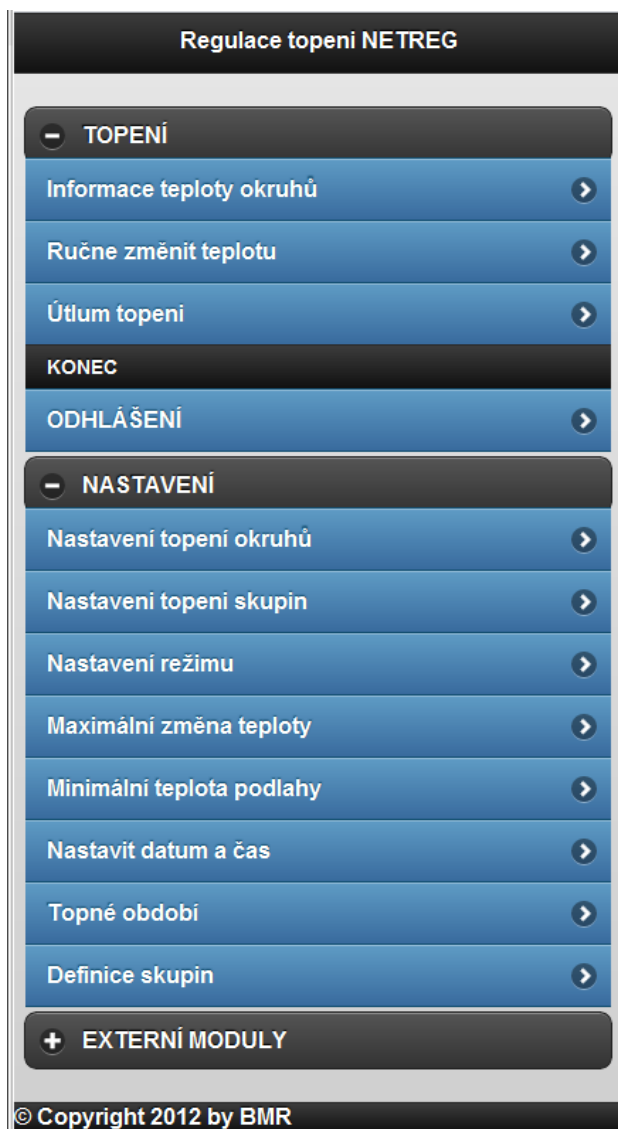 Regulace topeni NETREG
TOPENÍ
Informace teploty okruhů
Ručne změnit teplotu
Útlum topeni
KONEC
ODHLÁŠENÍ
NASTAVENÍ
Nastavení topení okruhů
Nastaveni topeni skupin
Nastavení režimu
Maximální změna teploty
Minimální teplota podlahy
Nastavit datum a čas
Topné období
Definice skupin
EXTERNÍ MODULY
© Copyright 2012 by BMR